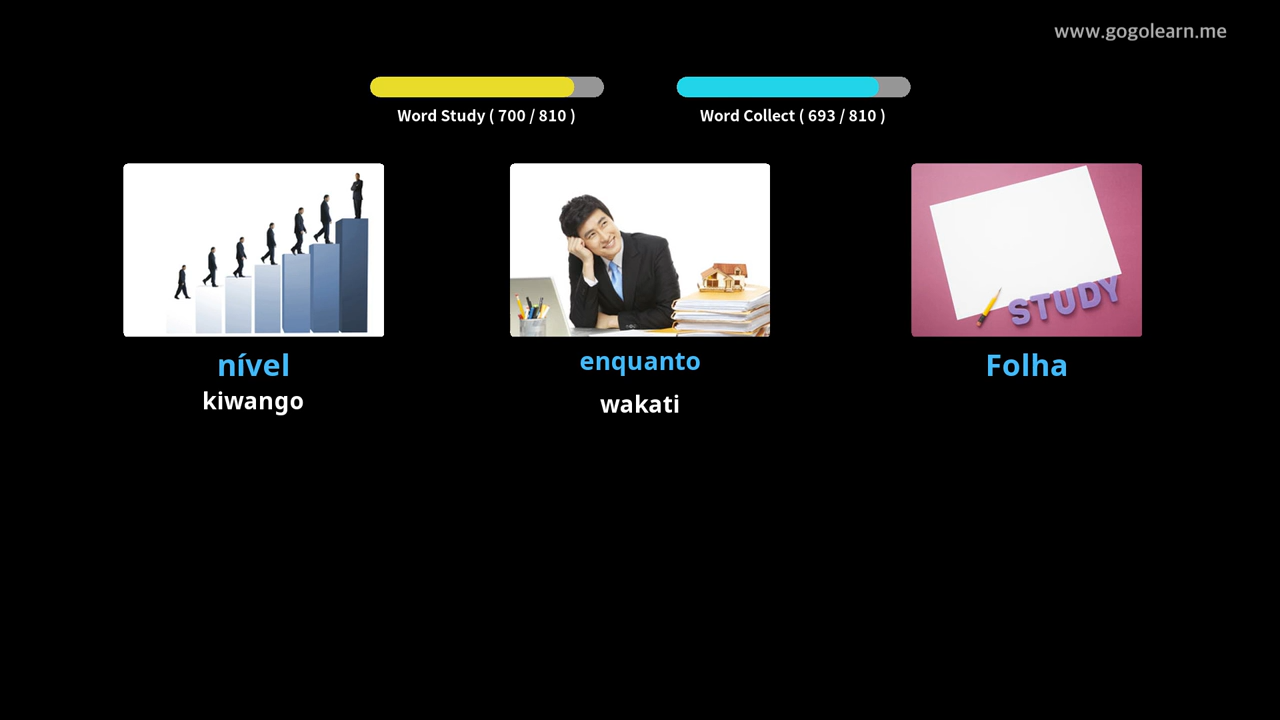 www.gogolearn.me
Word Study ( 700 / 810 )
Word Collect ( 693 / 810 )
STUDY
nível
kiwango
enquanto
wakati
Folha